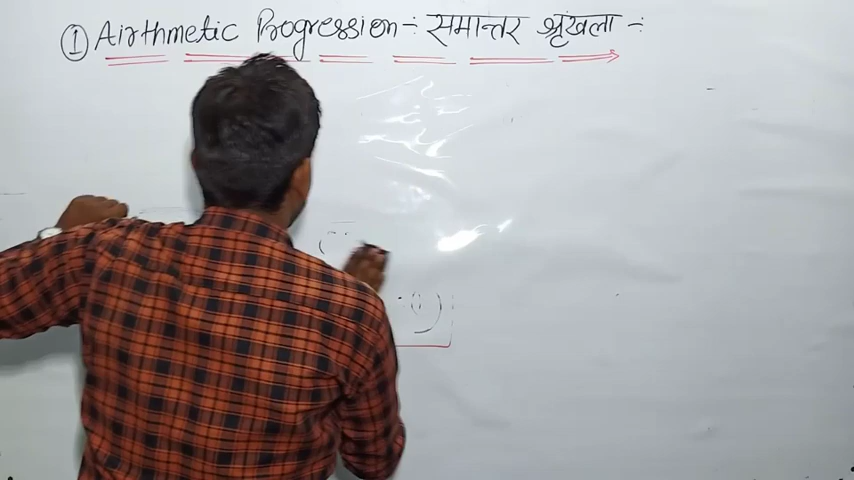 ① Airthmetic Progression :- समान्तर श्रृंखला :-